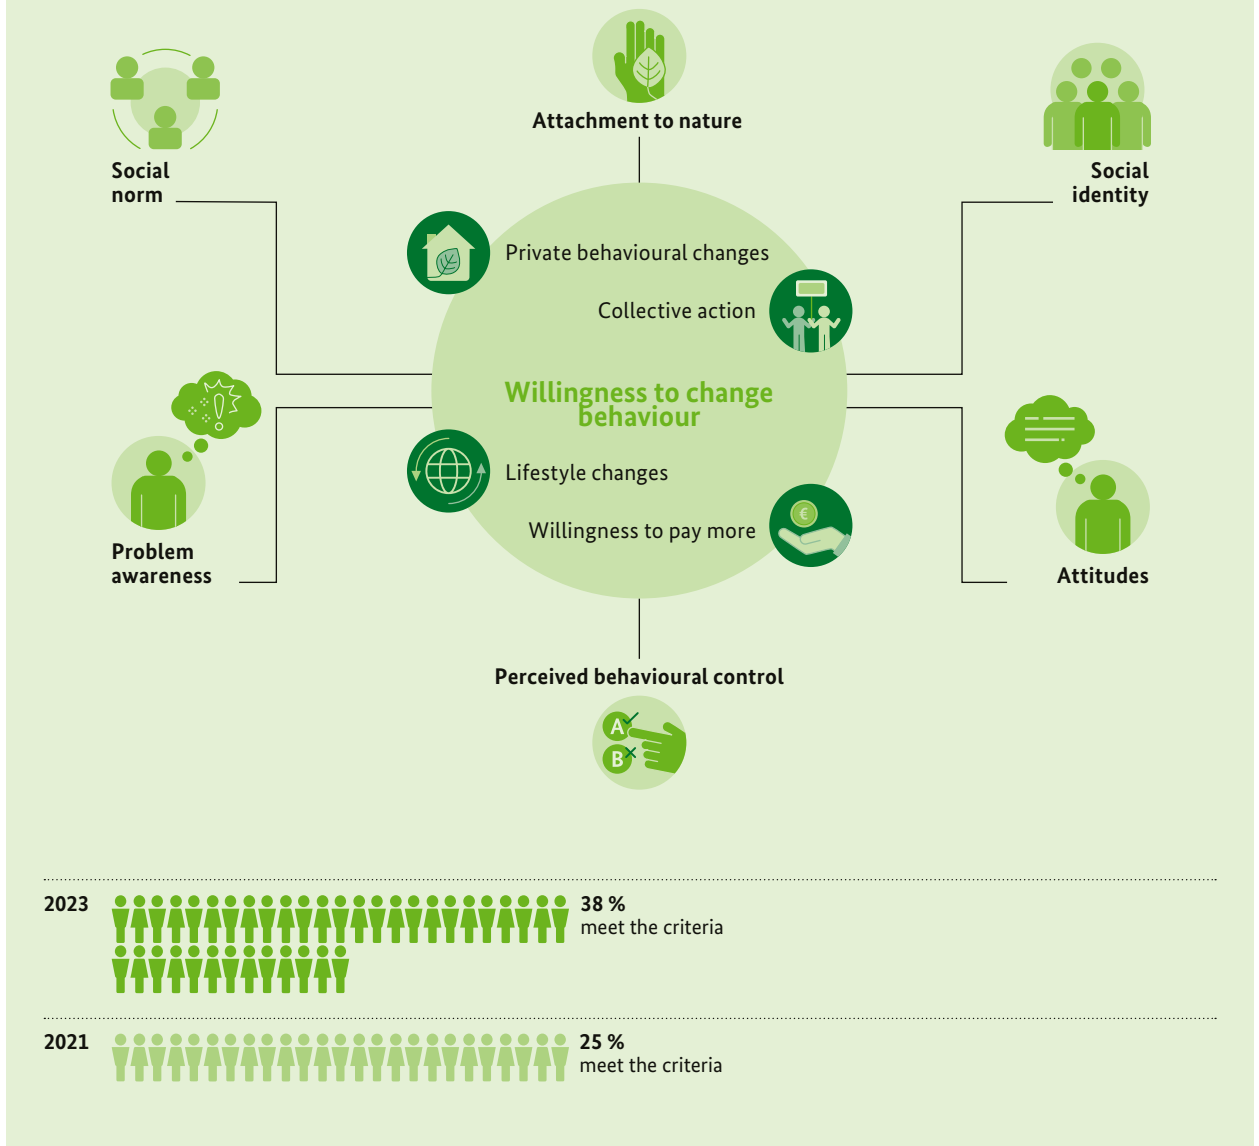 Attachment to nature
Social
norm
Social
identity
Private behavioural changes
Collective action
Willingness to change
behaviour
Lifestyle changes
Willingness to pay more
€
Problem
awareness
Attitudes
Perceived behavioural control
A
B
2023
38 %
meet the criteria
2021
25 %
meet the criteria